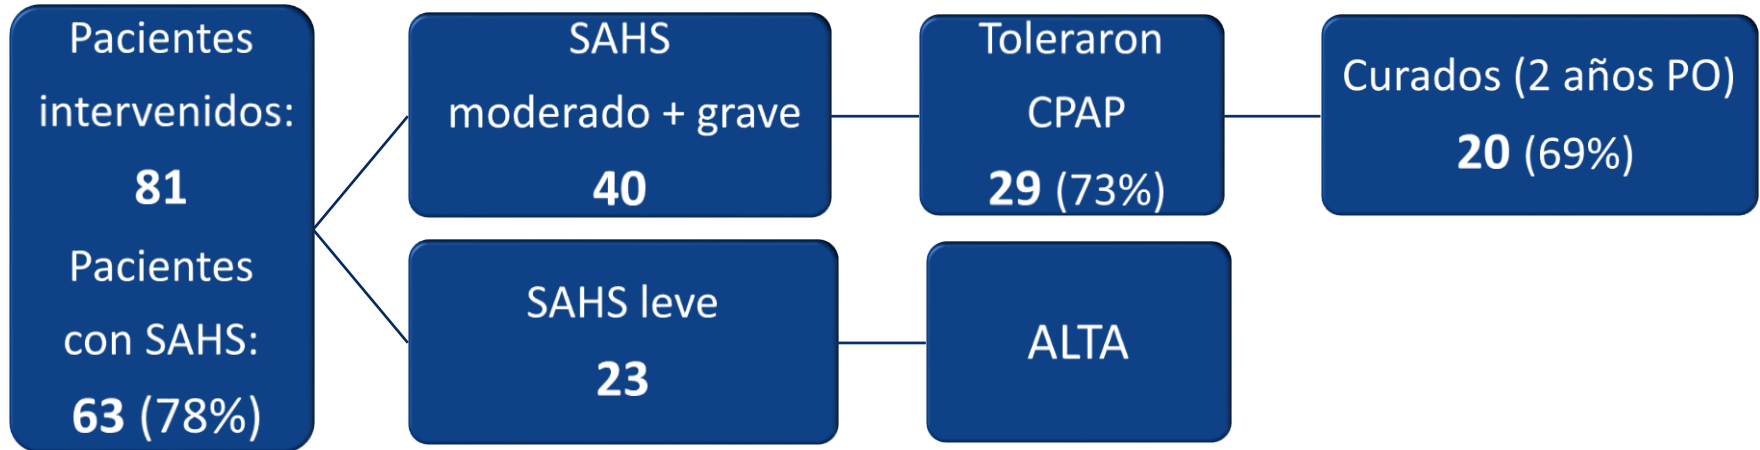 Pacientes
intervenidos:
81
Pacientes
con SAHS:
63 (78%)
SAHS
moderado + grave
40
Toleraron
CPAP
29 (73%)
Curados (2 años PO)
20 (69%)
SAHS leve
23
ALTA